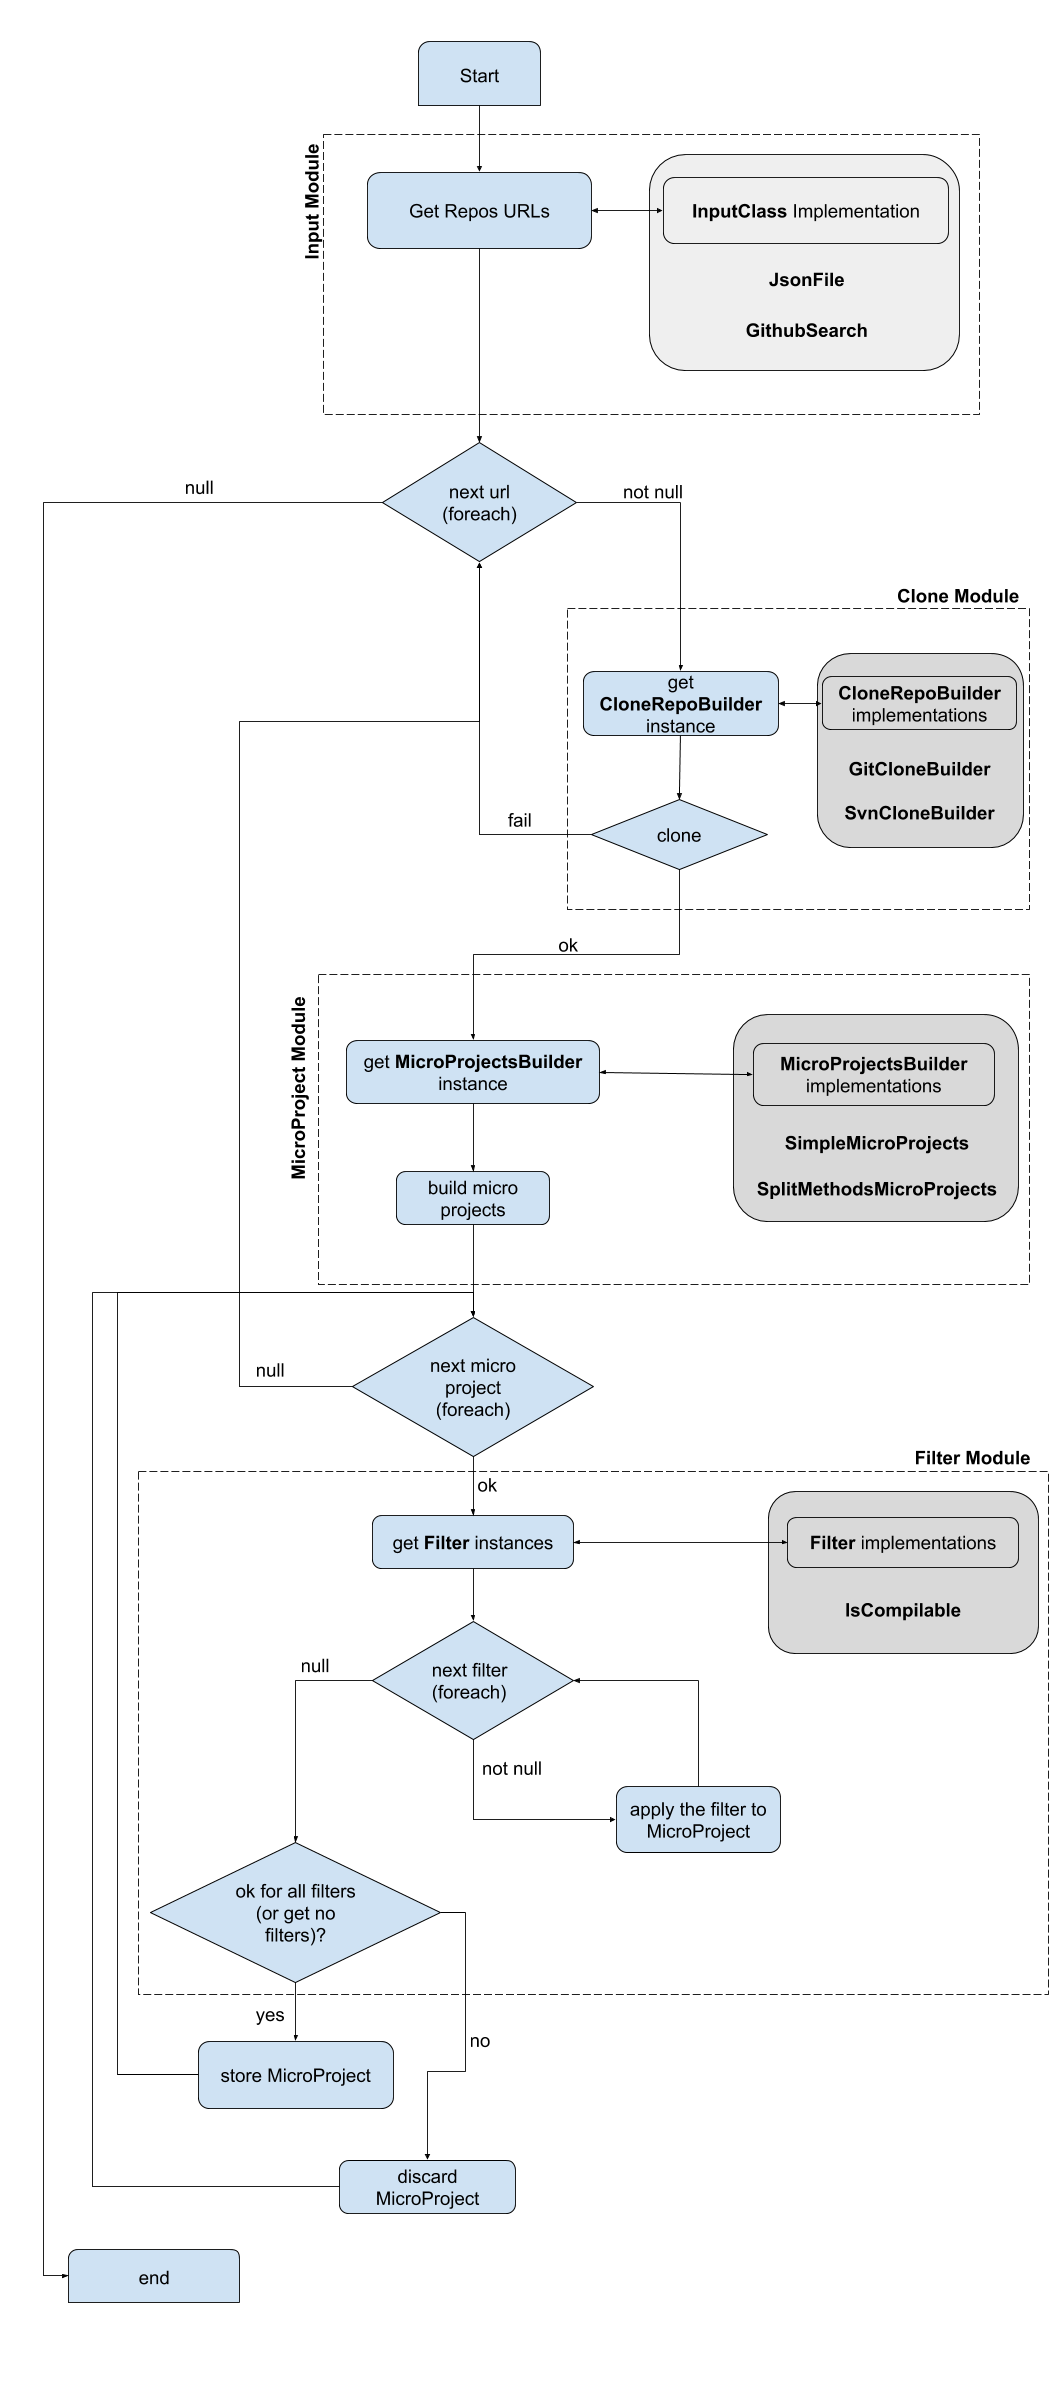 Start
Input Module
Get Repos URLs
InputClass Implementation
JsonFile
GithubSearch
null
next url
(foreach)
not null
Clone Module
get
CloneRepoBuilder
instance
CloneRepoBuilder
implementations
GitCloneBuilder
SvnCloneBuilder
fail
clone
ok
MicroProject Module
get MicroProjectsBuilder
instance
MicroProjectsBuilder
implementations
SimpleMicroProjects
SplitMethodsMicroProjects
build micro
projects
null
next micro
project
(foreach)
Filter Module
ok
get Filter instances
Filter implementations
IsCompilable
null
next filter
(foreach)
not null
apply the filter to
MicroProject
ok for all filters
(or get no
filters)?
yes
no
store MicroProject
discard
MicroProject
end